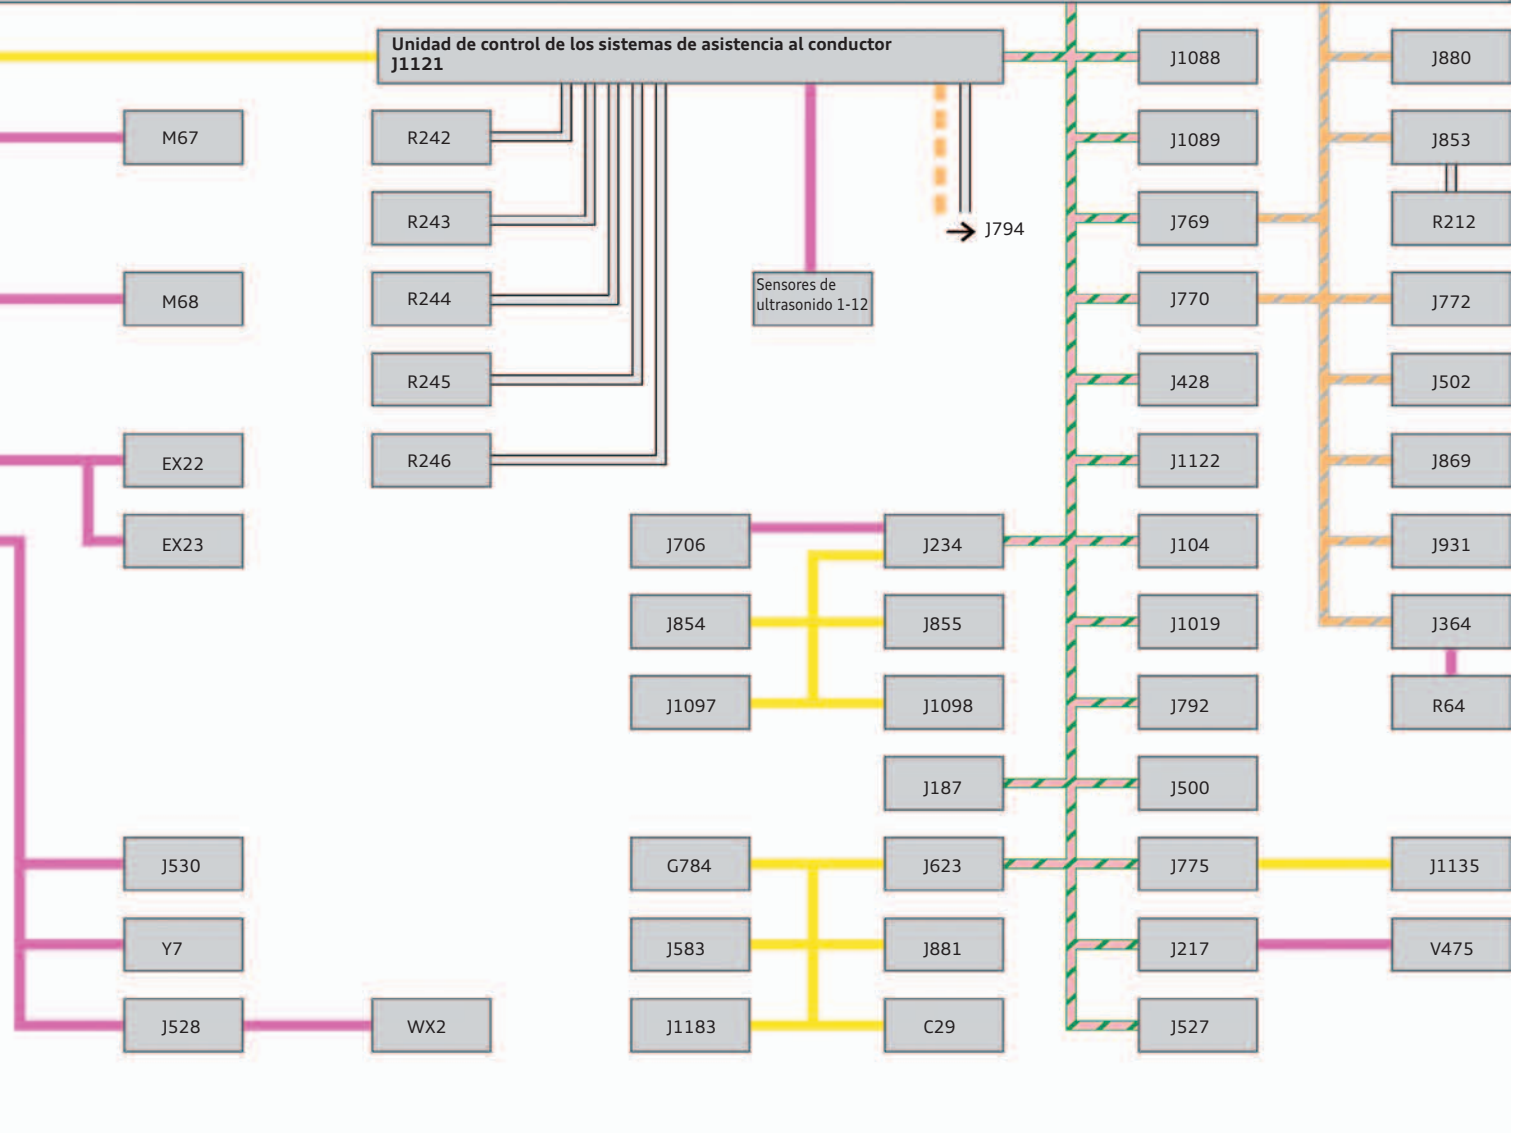 Unidad de control de los sistemas de asistencia al conductor
J1121
J1088
J880
M67
R242
J1089
J853
R243
J794
J769
R212
M68
R244
Sensores de
ultrasonido 1-12
J770
J772
R245
J428
J502
EX22
R246
J1122
J869
EX23
J706
J234
J104
J931
J854
J855
J1019
J364
J1097
J1098
J792
R64
J187
J500
J530
G784
J623
J775
J1135
Y7
J583
J881
J217
V475
J528
WX2
J1183
C29
J527